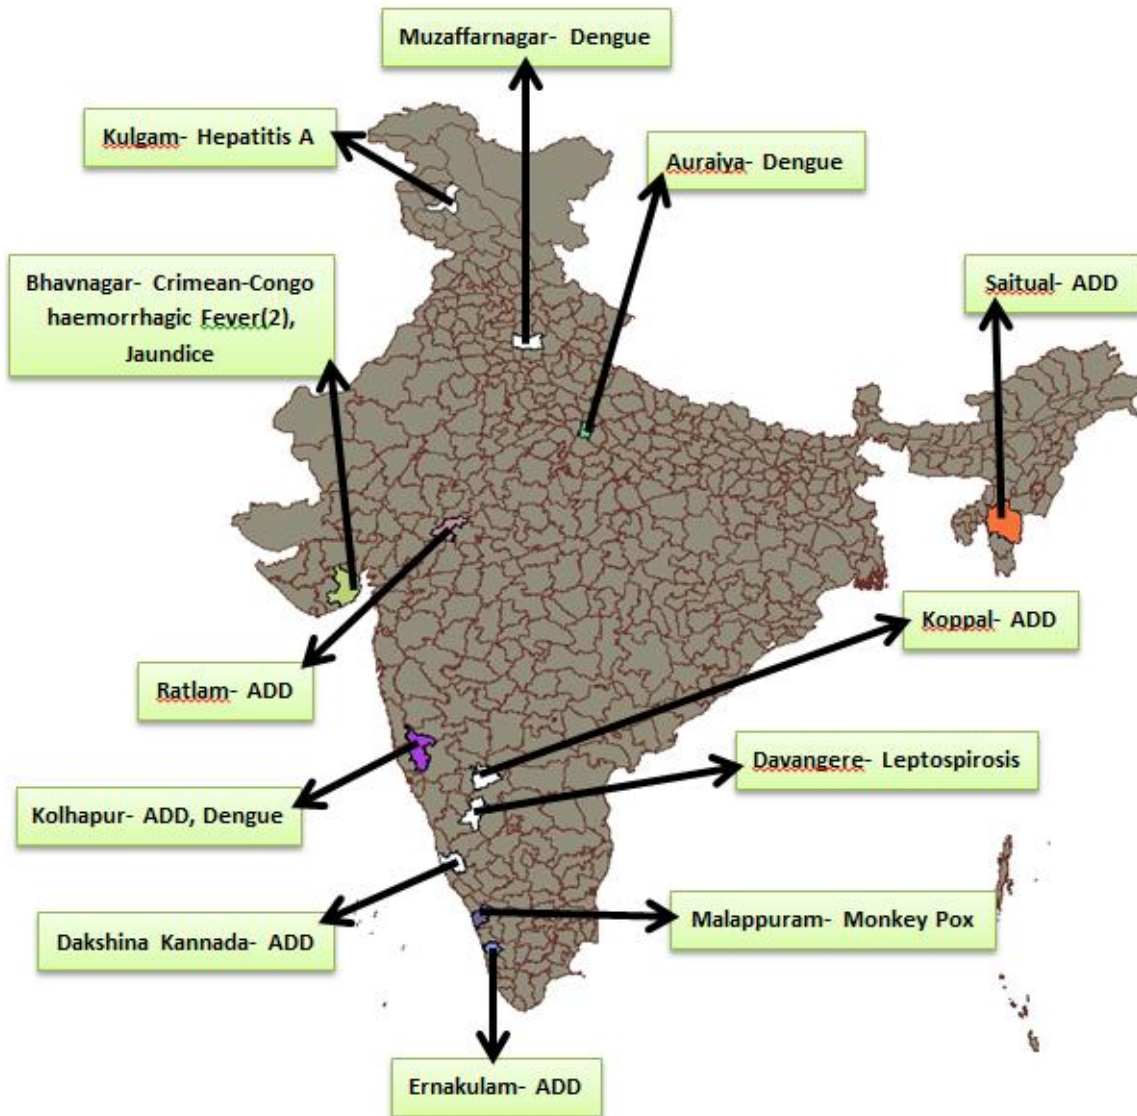 Muzaffarnagar- Dengue
Kulgam- Hepatitis A
Auraiya- Dengue
Bhavnagar- Crimean-Congo
haemorrhagic Fever(2),
Jaundice
Saitual- ADD
Koppal- ADD
Ratlam- ADD
Davangere- Leptospirosis
Kolhapur- ADD, Dengue
Malappuram- Monkey Pox
Dakshina Kannada- ADD
Ernakulam- ADD